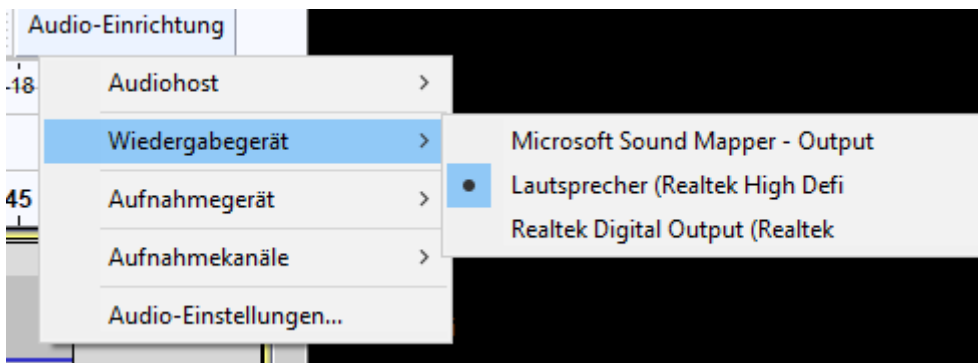 Audio-Einrichtung
-18
Audiohost
Wiedergabegerät
Microsoft Sound Mapper - Output
Lautsprecher (Realtek High Defi
45
Aufnahmegerät
Realtek Digital Output (Realtek
Aufnahmekanäle
Audio-Einstellungen...